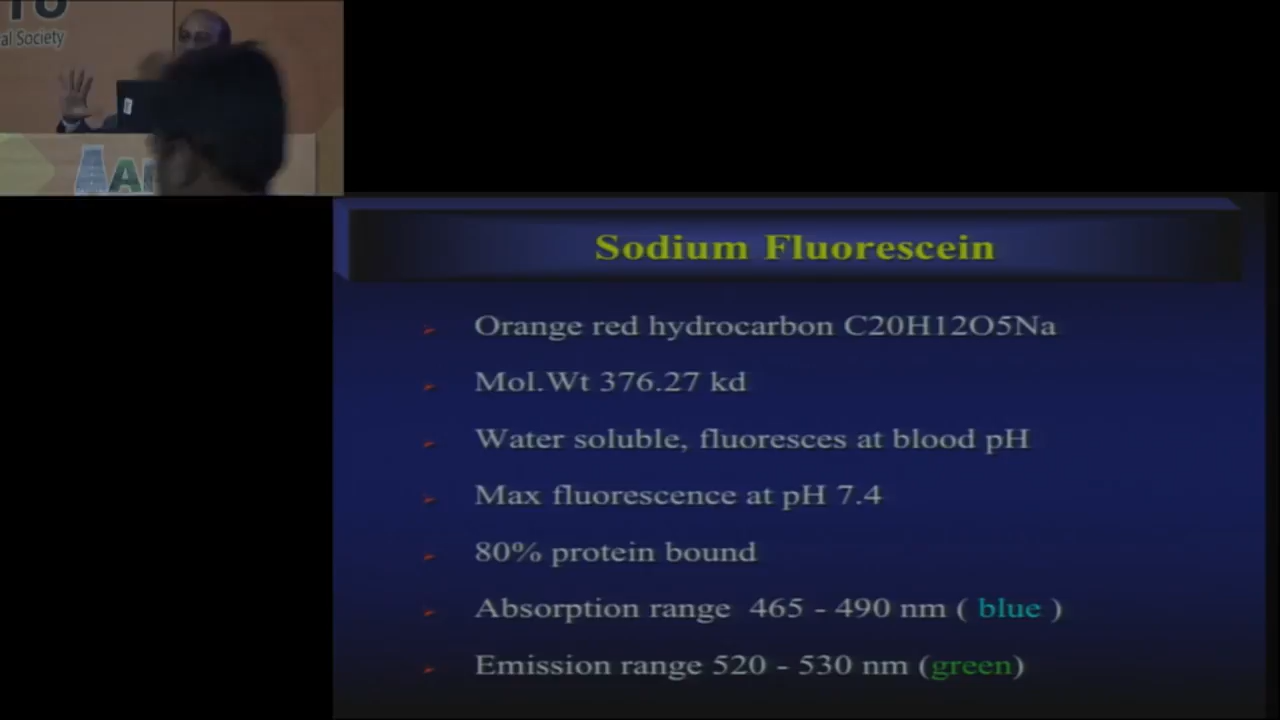 al Society
Sodium Fluorescein
Orange red hydrocarbon C20H12O5Na
Mol.Wt 376.27 kd
Water soluble, fluoresces at blood pH
Max fluorescence at pH 7.4
80% protein bound
Absorption range 465 - 490 nm ( blue )
Emission range 520 - 530 nm (green)